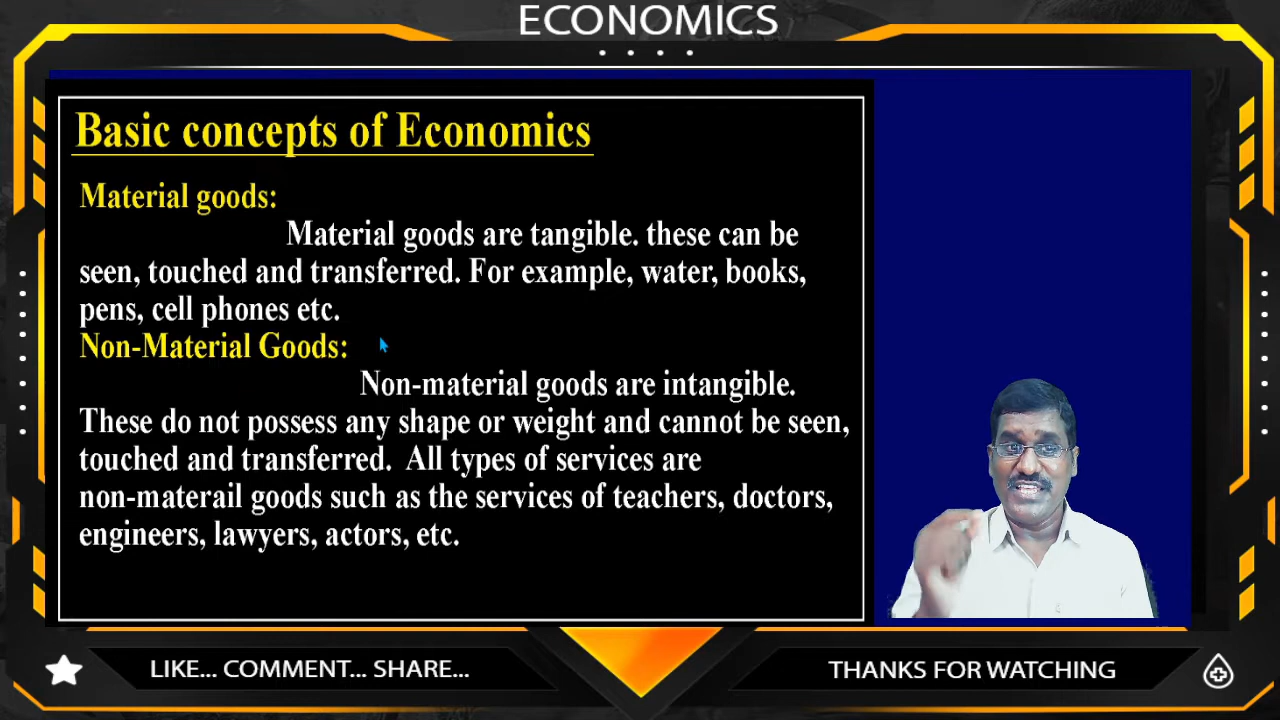 ECONOMICS
Basic concepts of Economics
Material goods:
Material goods are tangible. these can be
seen, touched and transferred. For example, water, books,
pens, cell phones etc.
Non-Material Goods:
Non-material goods are intangible.
These do not possess any shape or weight and cannot be seen,
touched and transferred. All types of services are
non-materail goods such as the services of teachers, doctors,
engineers, lawyers, actors, etc.
LIKE... COMMENT... SHARE...
THANKS FOR WATCHING